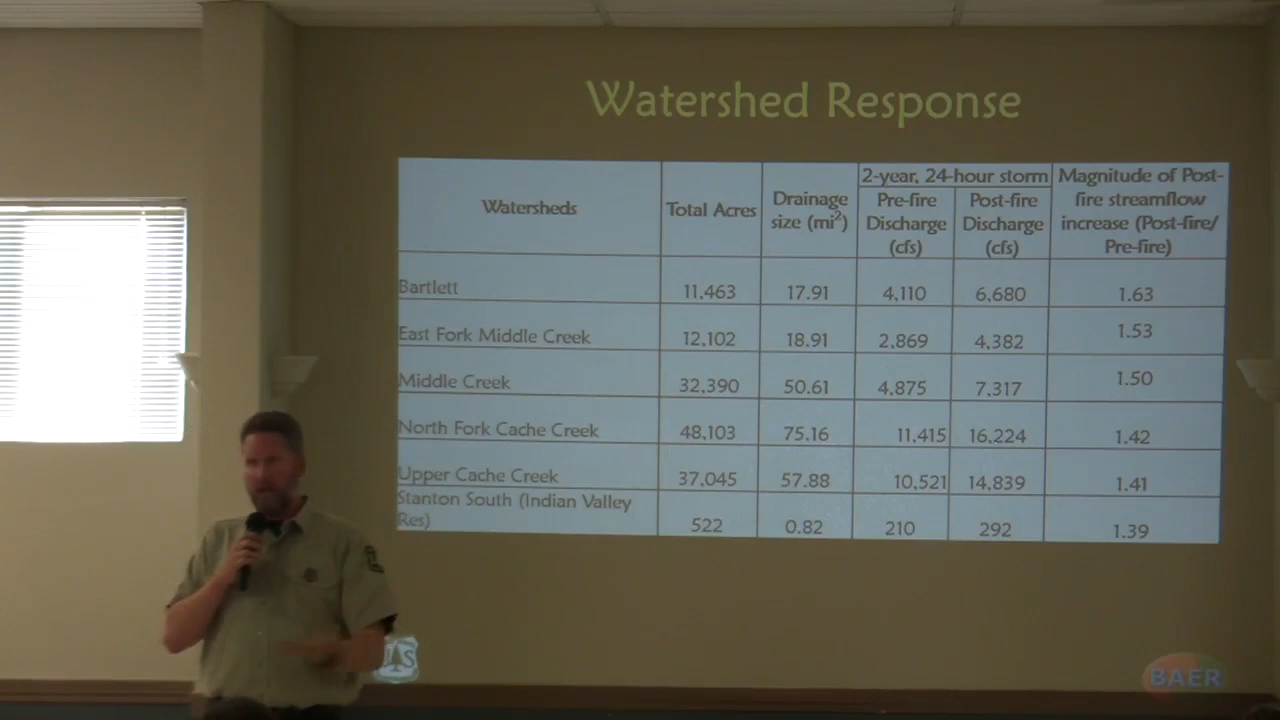 Watershed Response
Watersheds Total Acres Drainage size (mi²) 2-year, 24-hour storm Magnitude of Post-fire streamflow increase (Post-fire/Pre-fire)
Pre-fire Discharge (cfs) Post-fire Discharge (cfs)
Bartlett 11,463 17.91 4,110 6,680 1.63
East Fork Middle Creek 12,102 18.91 2,869 4,382 1.53
Middle Creek 32,390 50.61 4,875 7,317 1.50
North Fork Cache Creek 48,103 75.16 11,415 16,224 1.42
Upper Cache Creek 37,045 57.88 10,521 14,839 1.41
Stanton South (Indian Valley Res) 522 0.82 210 292 1.39
US
BAER